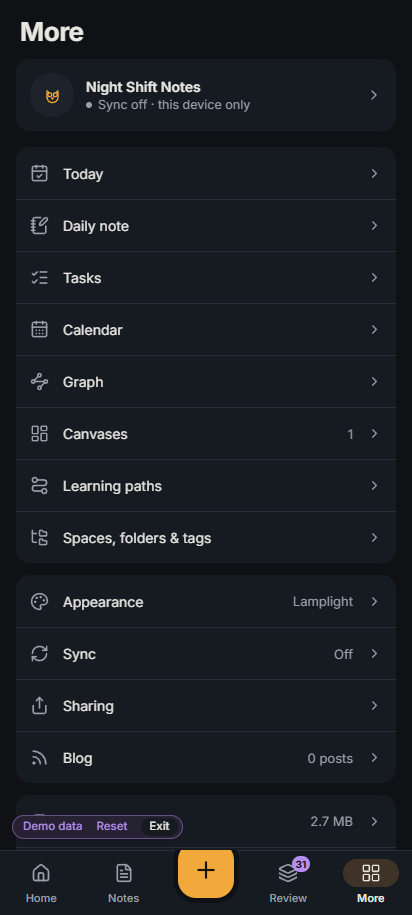 More
Night Shift Notes
Sync off · this device only
Today
Daily note
Tasks
Calendar
Graph
Canvases 1
Learning paths
Spaces, folders & tags
Appearance Lamplight
Sync Off
Sharing
Blog 0 posts
2.7 MB
Demo data Reset Exit
31
Home Notes Review More